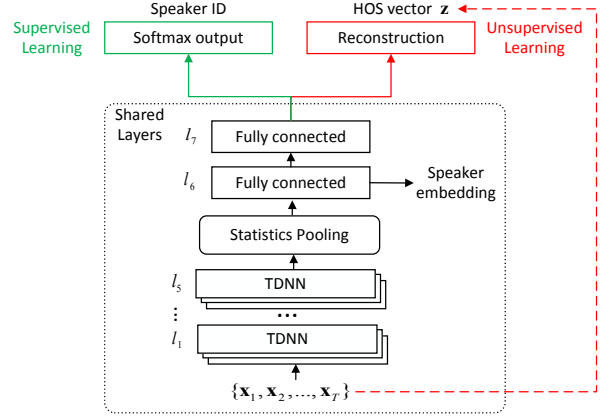 Speaker ID
HOS vector z
Supervised Learning
Softmax output
Reconstruction
Unsupervised Learning
Shared Layers
l₇
Fully connected
l₆
Fully connected
Speaker embedding
Statistics Pooling
l₅
TDNN
⋮
...
l₁
TDNN
{x₁, x₂, ..., x_T}